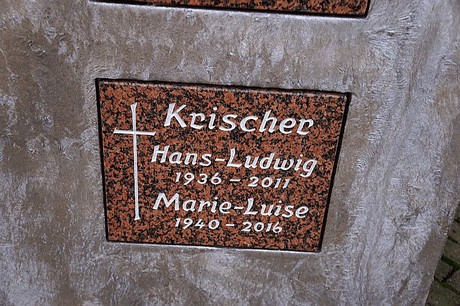 Krischer
Hans-Ludwig
1936 - 2011
Marie-Luise
1940 - 2016